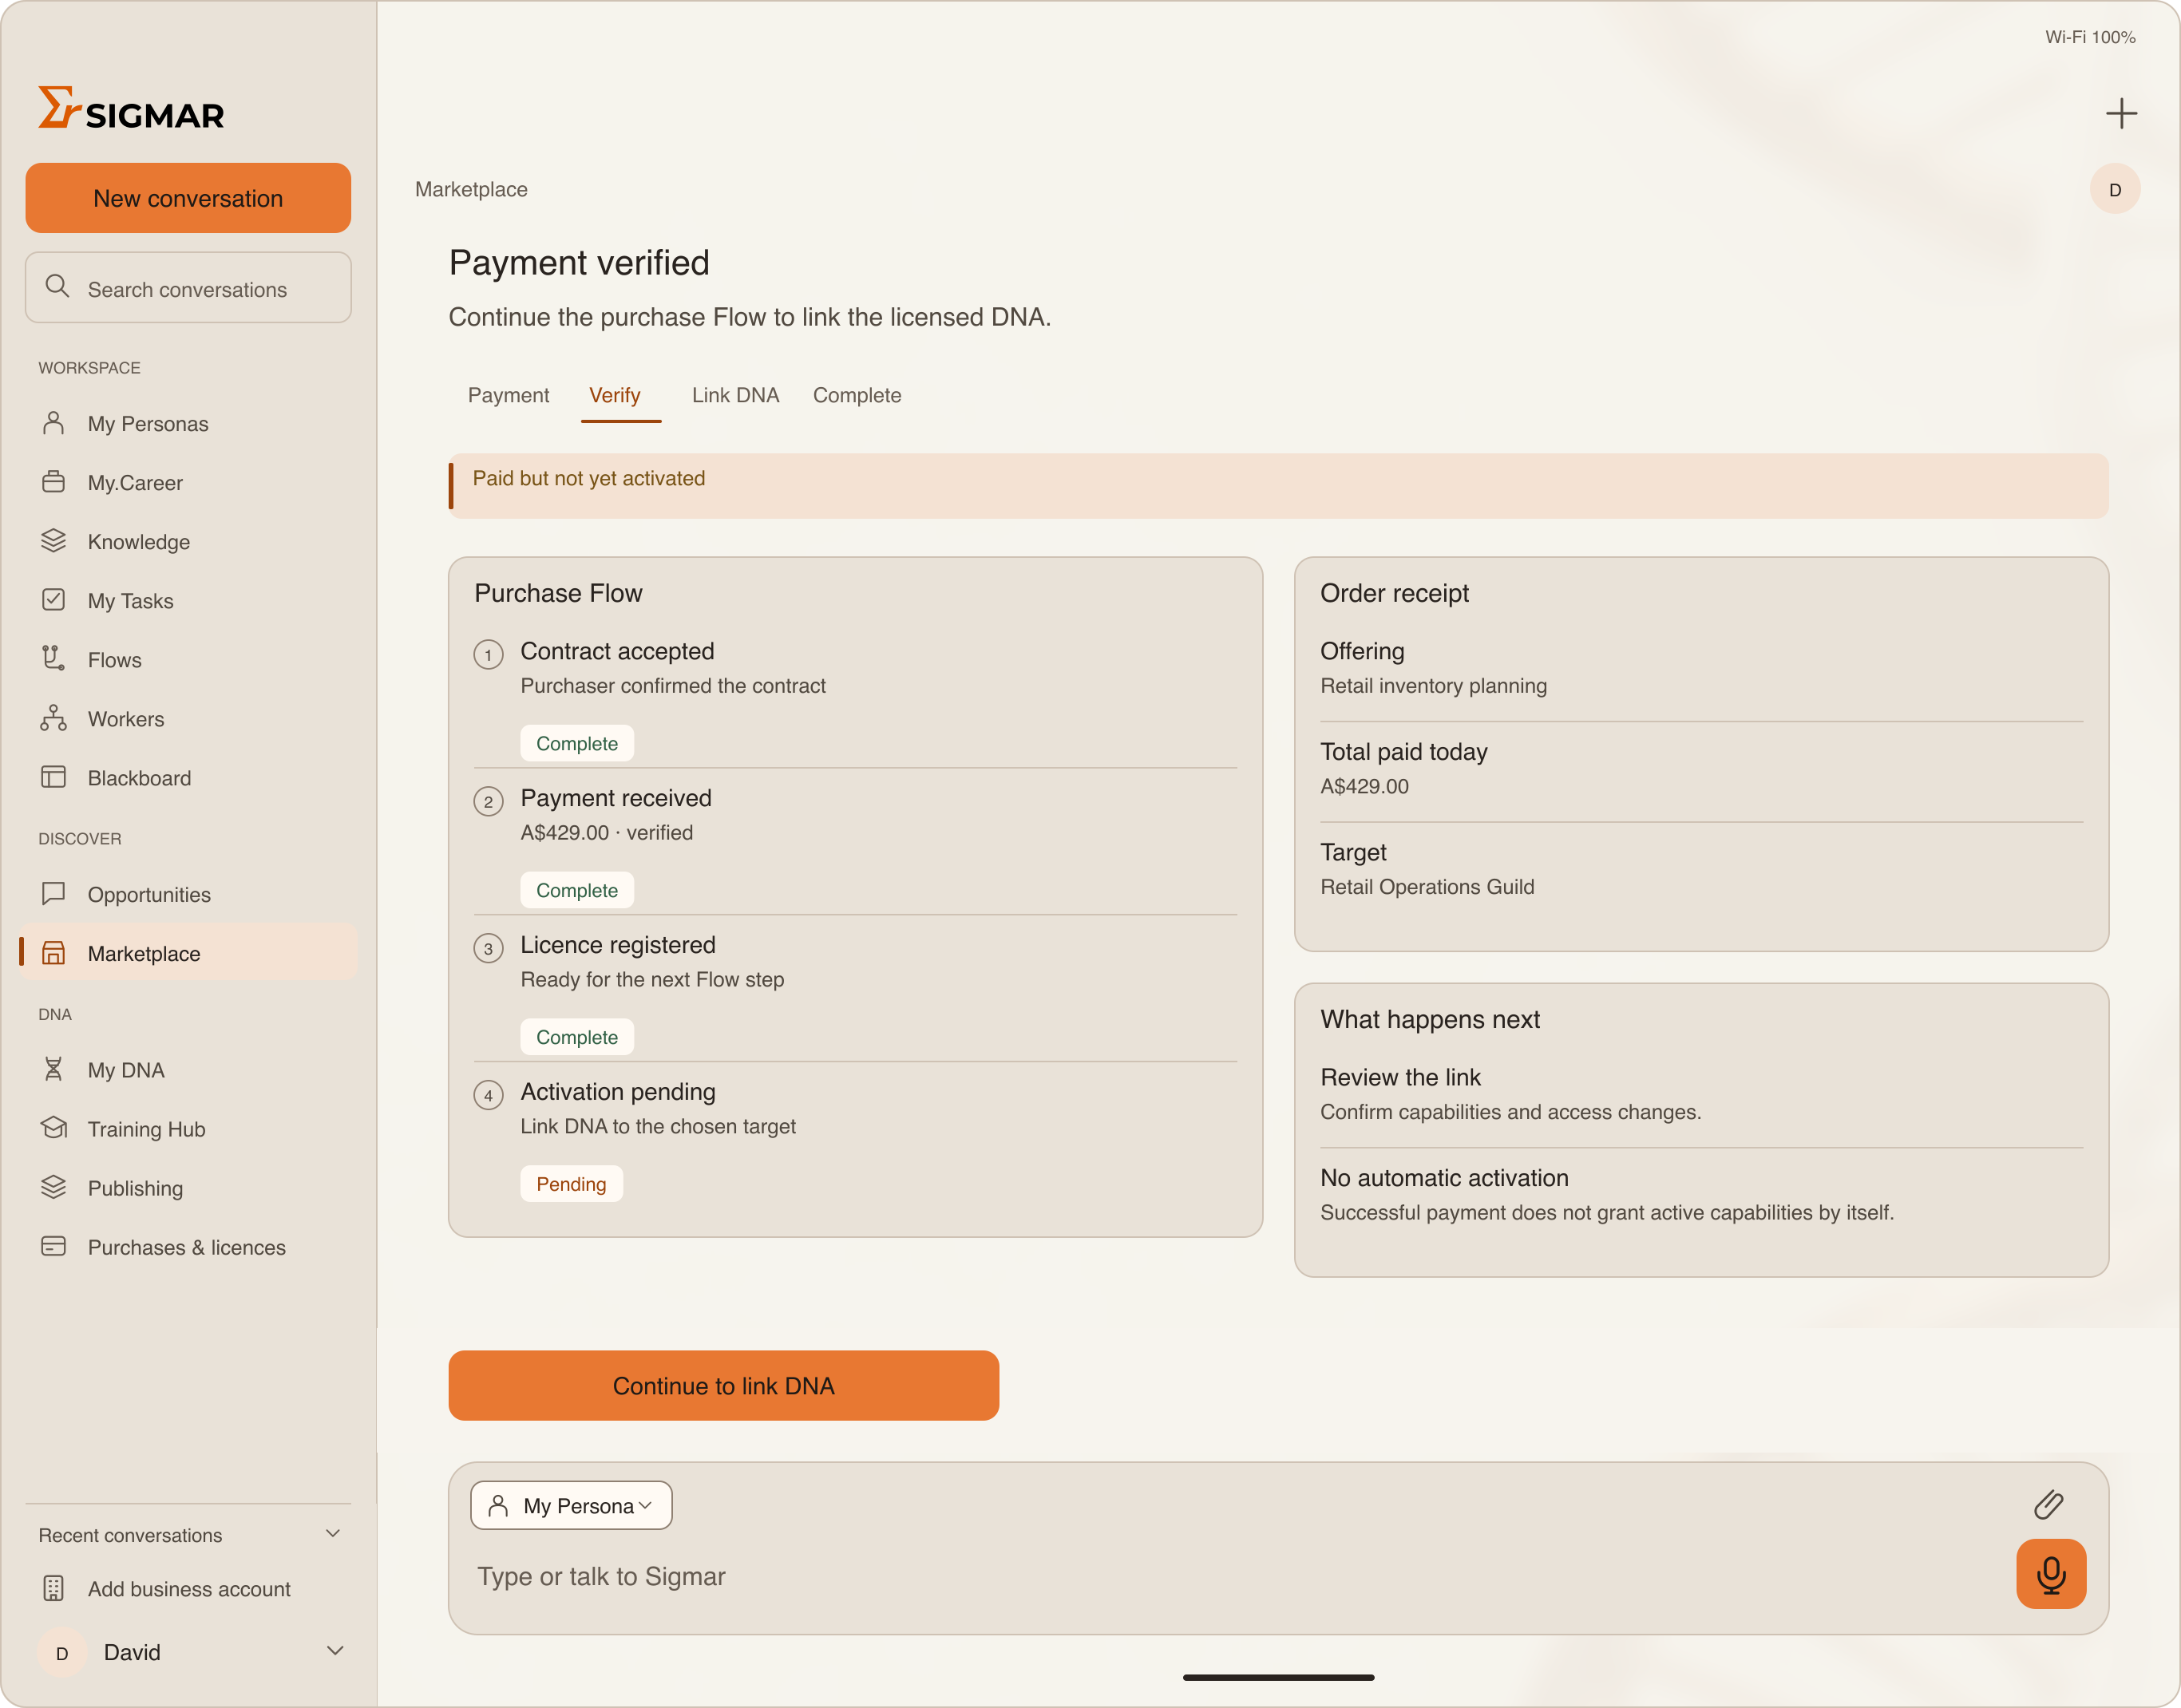 Wi-Fi 100%
Σr SIGMAR
New conversation
Search conversations
WORKSPACE
My Personas
My.Career
Knowledge
My Tasks
Flows
Workers
Blackboard
DISCOVER
Opportunities
Marketplace
DNA
My DNA
Training Hub
Publishing
Purchases & licences
Recent conversations
Add business account
D
David
Marketplace
D
Payment verified
Continue the purchase Flow to link the licensed DNA.
Payment
Verify
Link DNA
Complete
Paid but not yet activated
Purchase Flow
1
Contract accepted
Purchaser confirmed the contract
Complete
2
Payment received
A$429.00 · verified
Complete
3
Licence registered
Ready for the next Flow step
Complete
4
Activation pending
Link DNA to the chosen target
Pending
Order receipt
Offering
Retail inventory planning
Total paid today
A$429.00
Target
Retail Operations Guild
What happens next
Review the link
Confirm capabilities and access changes.
No automatic activation
Successful payment does not grant active capabilities by itself.
Continue to link DNA
My Persona
Type or talk to Sigmar